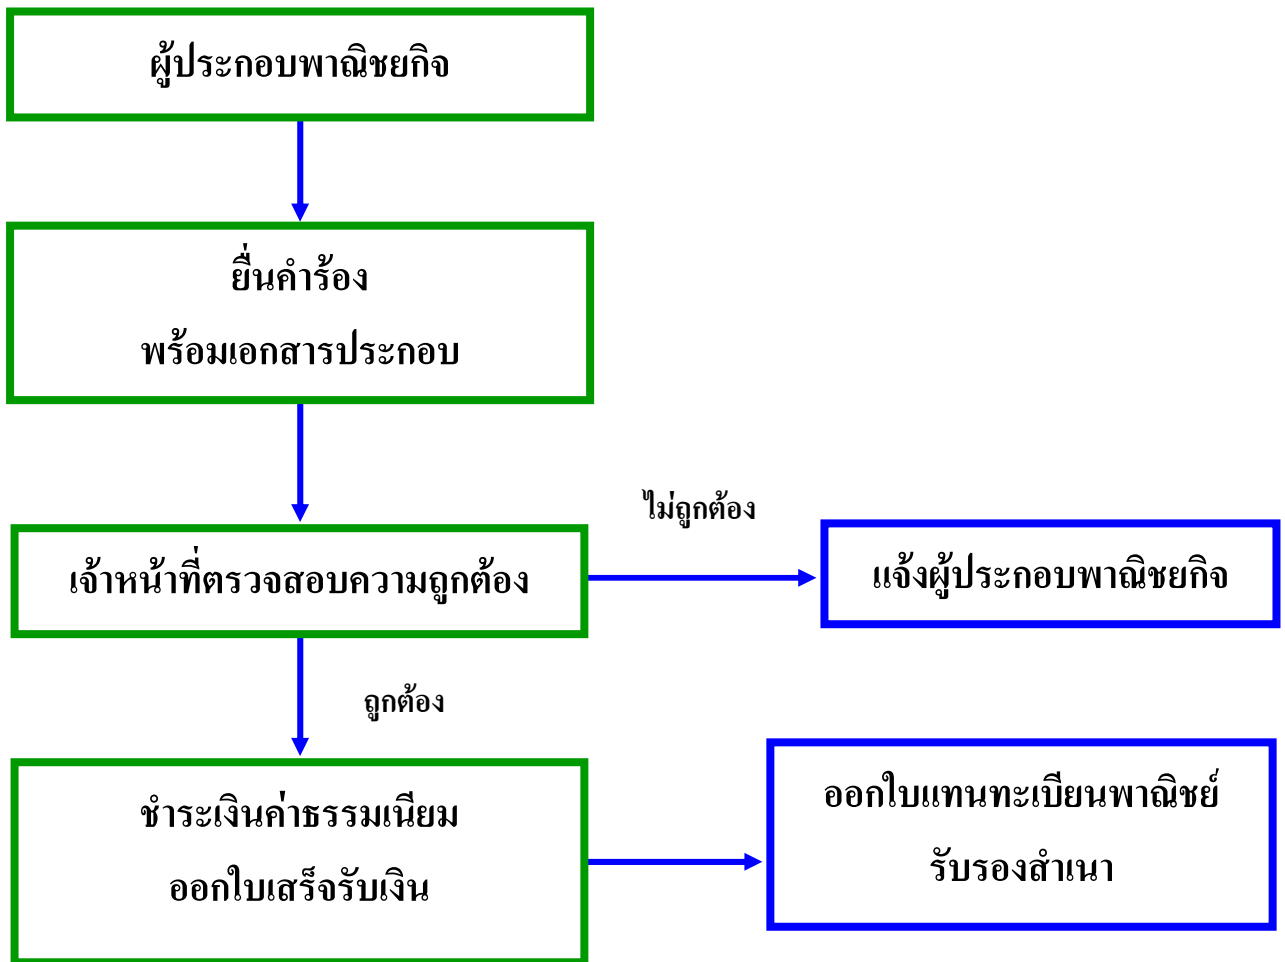 ผู้ประกอบพาณิชยกิจ
ยื่นคำร้อง
พร้อมเอกสารประกอบ
ไม่ถูกต้อง
เจ้าหน้าที่ตรวจสอบความถูกต้อง
แจ้งผู้ประกอบพาณิชยกิจ
ถูกต้อง
ชำระเงินค่าธรรมเนียม
ออกใบเสร็จรับเงิน
ออกใบแทนทะเบียนพาณิชย์
รับรองสำเนา